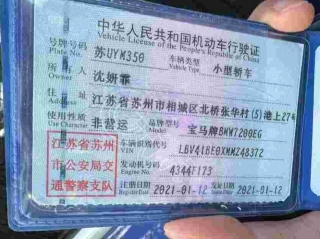 中华人民共和国机动车行驶证
Vehicle License of the People's Republic of China
号牌号码 苏UYM350 车辆类型 小型轿车
Plate No. Vehicle Type
所有人 沈妍霏
Owner
住址 江苏省苏州市相城区北桥张华村(5)池上27号
Address
使用性质 非营运 品牌型号 宝马牌BMW7200EG
Use Character Model
江苏省苏州 车辆识别代号 LBV41BE0XMMZ48372
VIN
市公安局交 发动机号码 4344F173
Engine No.
通警察支队 注册日期 2021-01-12 发证日期 2021-01-12
Register Date Issue Date